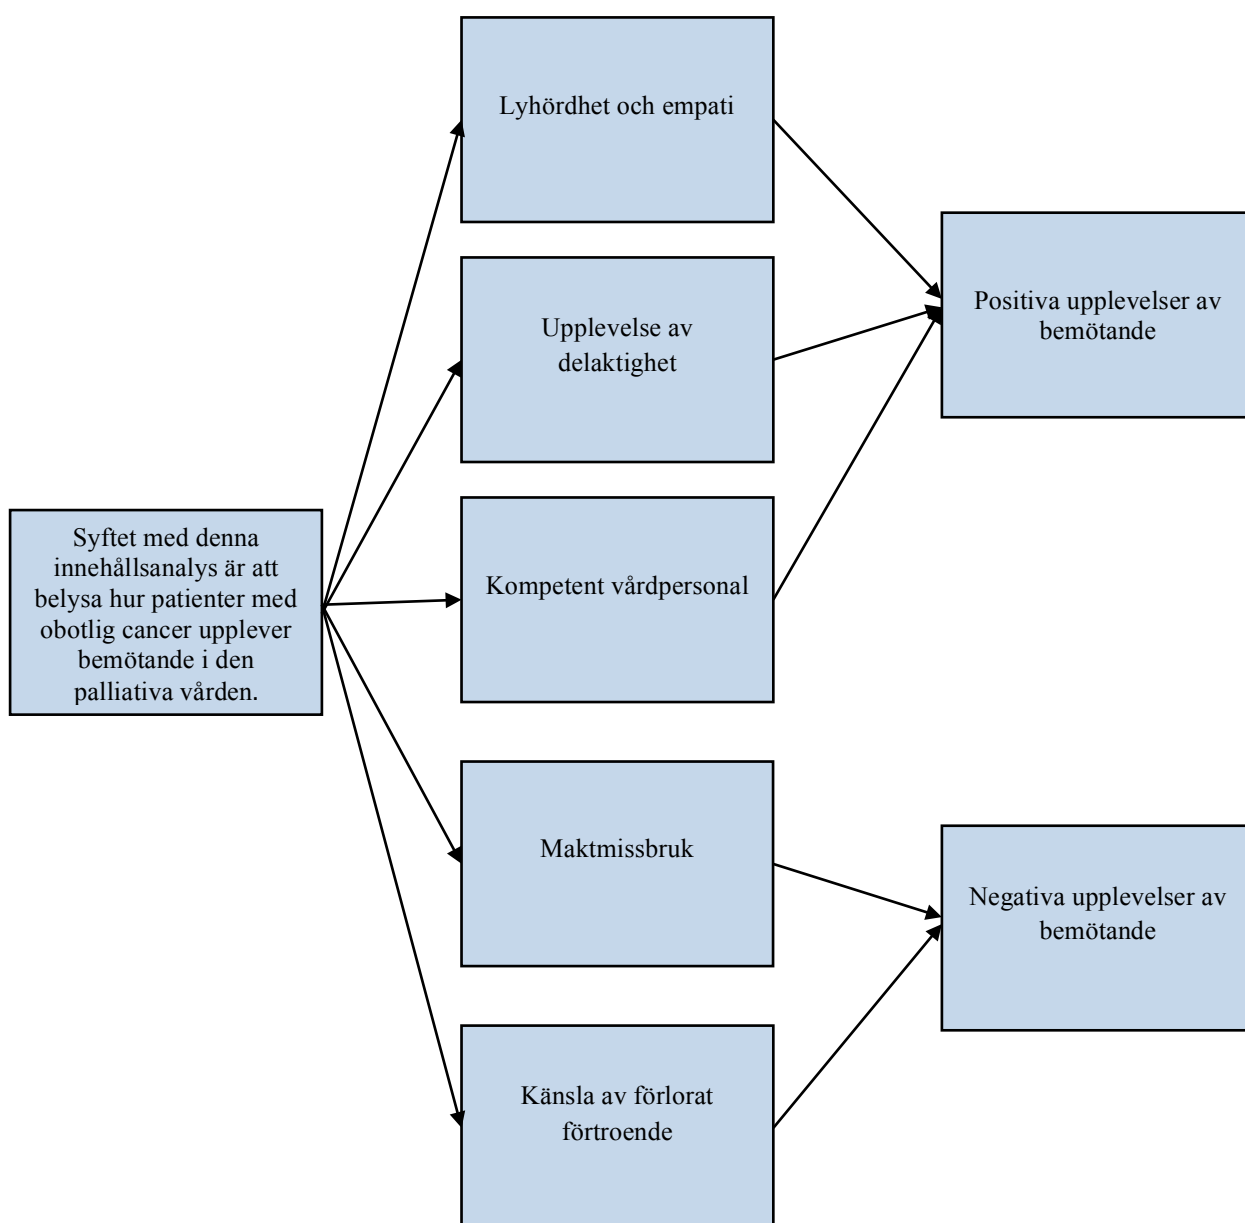 Lyhördhet och empati
Upplevelse av
delaktighet
Kompetent vårdpersonal
Maktmissbruk
Känsla av förlorat
förtroende
Syftet med denna
innehållsanalys är att
belysa hur patienter med
obotlig cancer upplever
bemötande i den
palliativa vården.
Positiva upplevelser av
bemötande
Negativa upplevelser av
bemötande